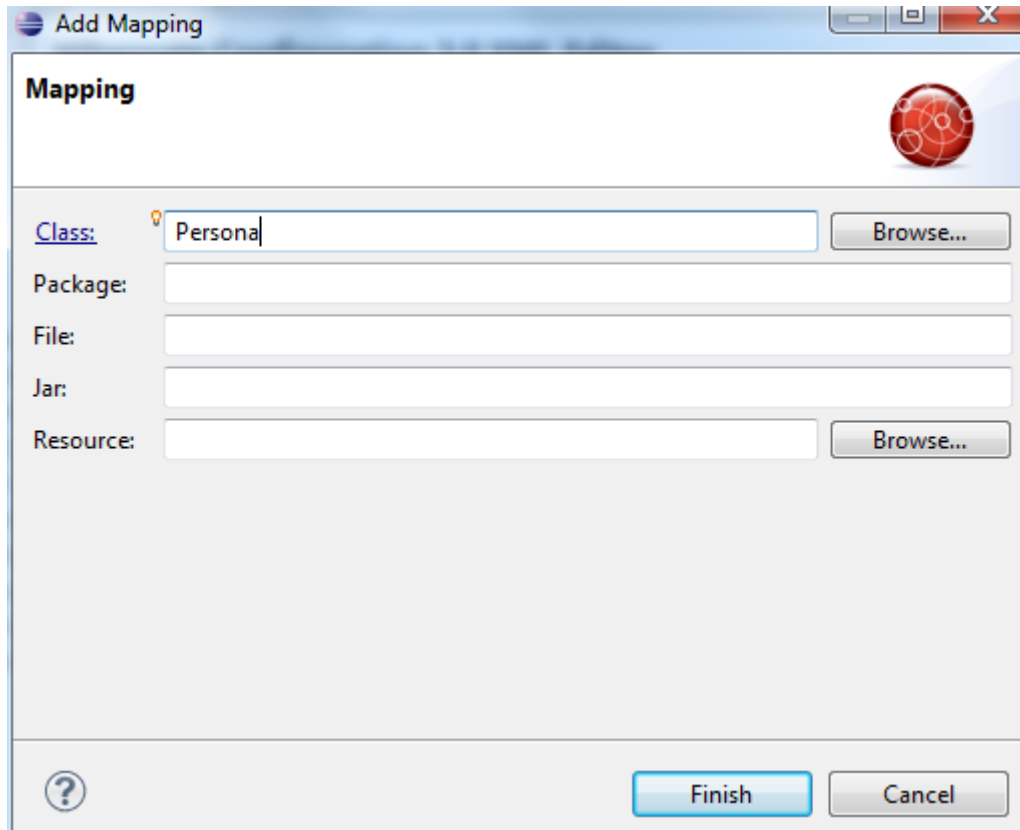 Add Mapping
Mapping
Class: Persona Browse...
Package:
File:
Jar:
Resource: Browse...
Finish Cancel